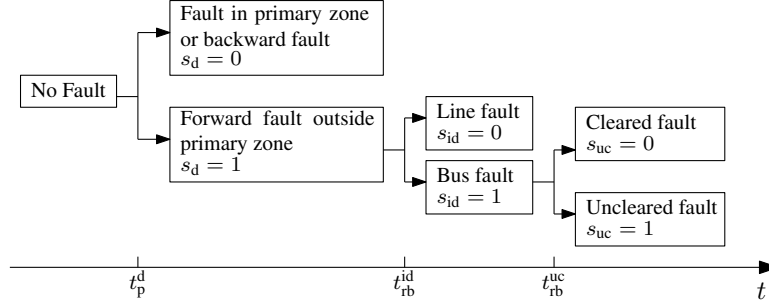 Fault in primary zone
or backward fault
s_d = 0
No Fault
Forward fault outside
primary zone
s_d = 1
Line fault
s_id = 0
Bus fault
s_id = 1
Cleared fault
s_uc = 0
Uncleared fault
s_uc = 1
t_p^d
t_rb^id
t_rb^uc
t